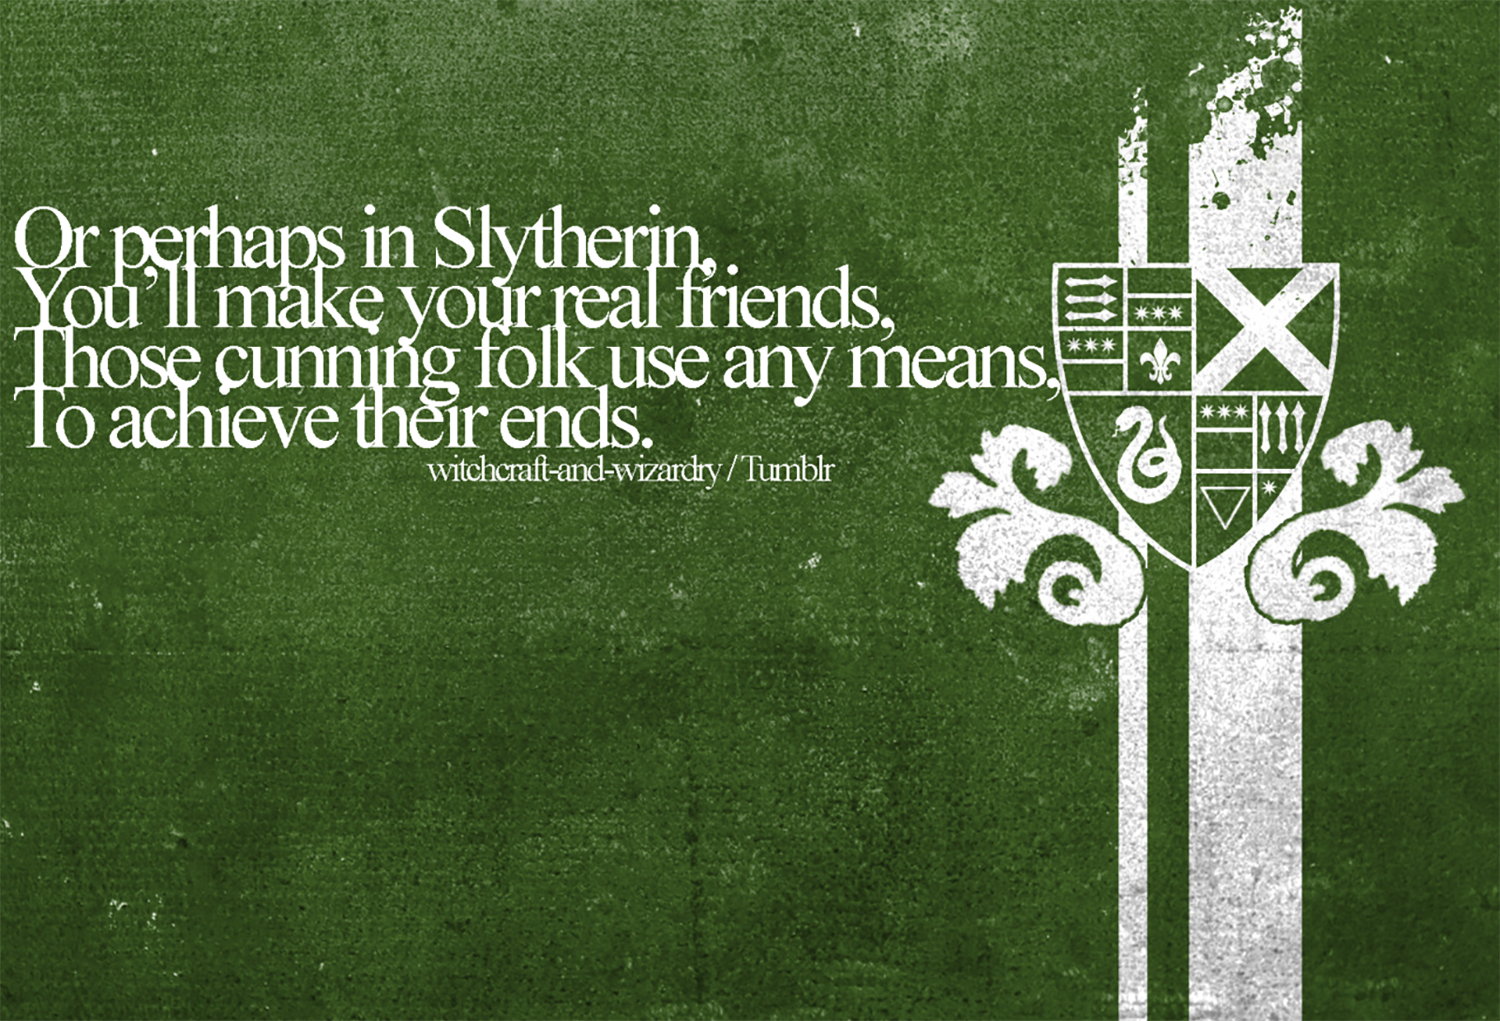 Or perhaps in Slytherin,
You'll make your real friends,
Those cunning folk use any means,
To achieve their ends.
witchcraft-and-wizardry / Tumblr